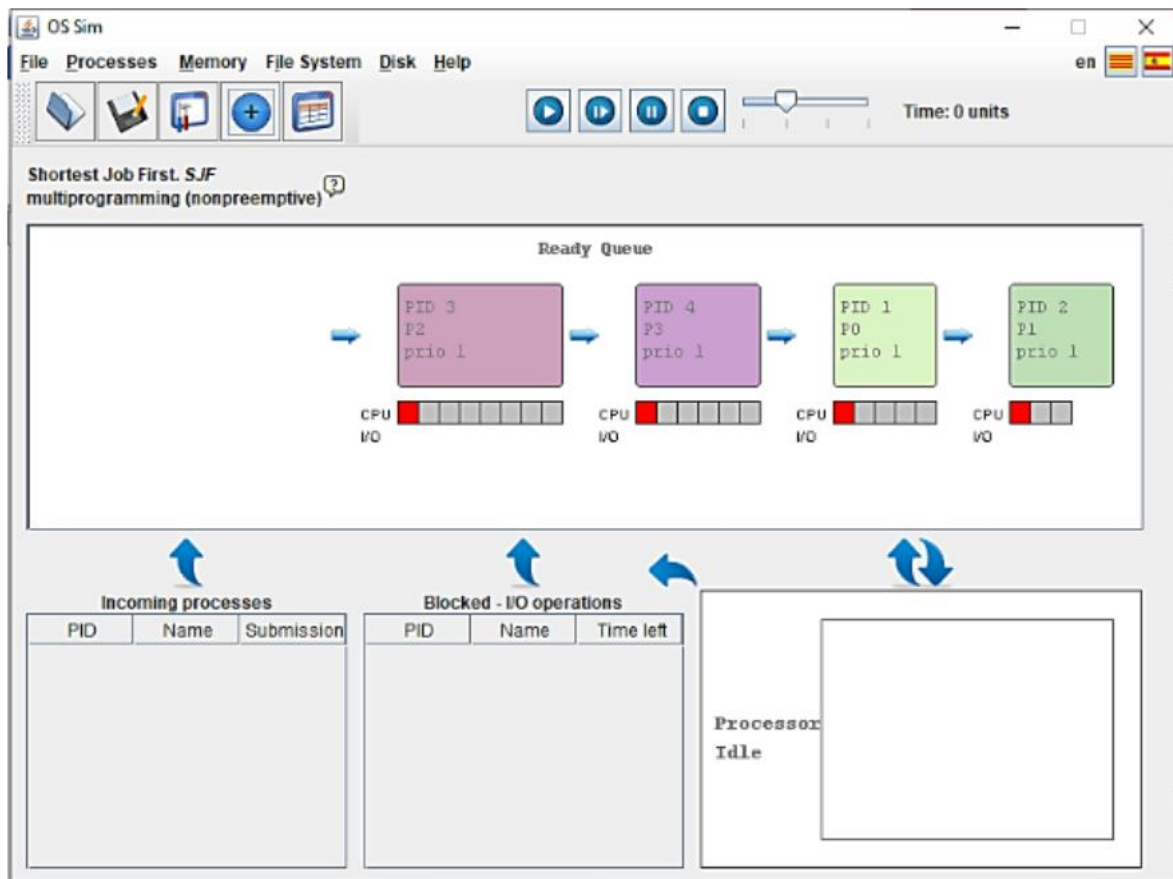 OS Sim
File Processes Memory File System Disk Help
en
Time: 0 units
Shortest Job First. SJF
multiprogramming (nonpreemptive)
?
Ready Queue
PID 3
P2
prio 1
PID 4
P3
prio 1
PID 1
P0
prio 1
PID 2
P1
prio 1
CPU
I/O
CPU
I/O
CPU
I/O
CPU
I/O
Incoming processes
PID Name Submission
Blocked - I/O operations
PID Name Time left
Processor
Idle